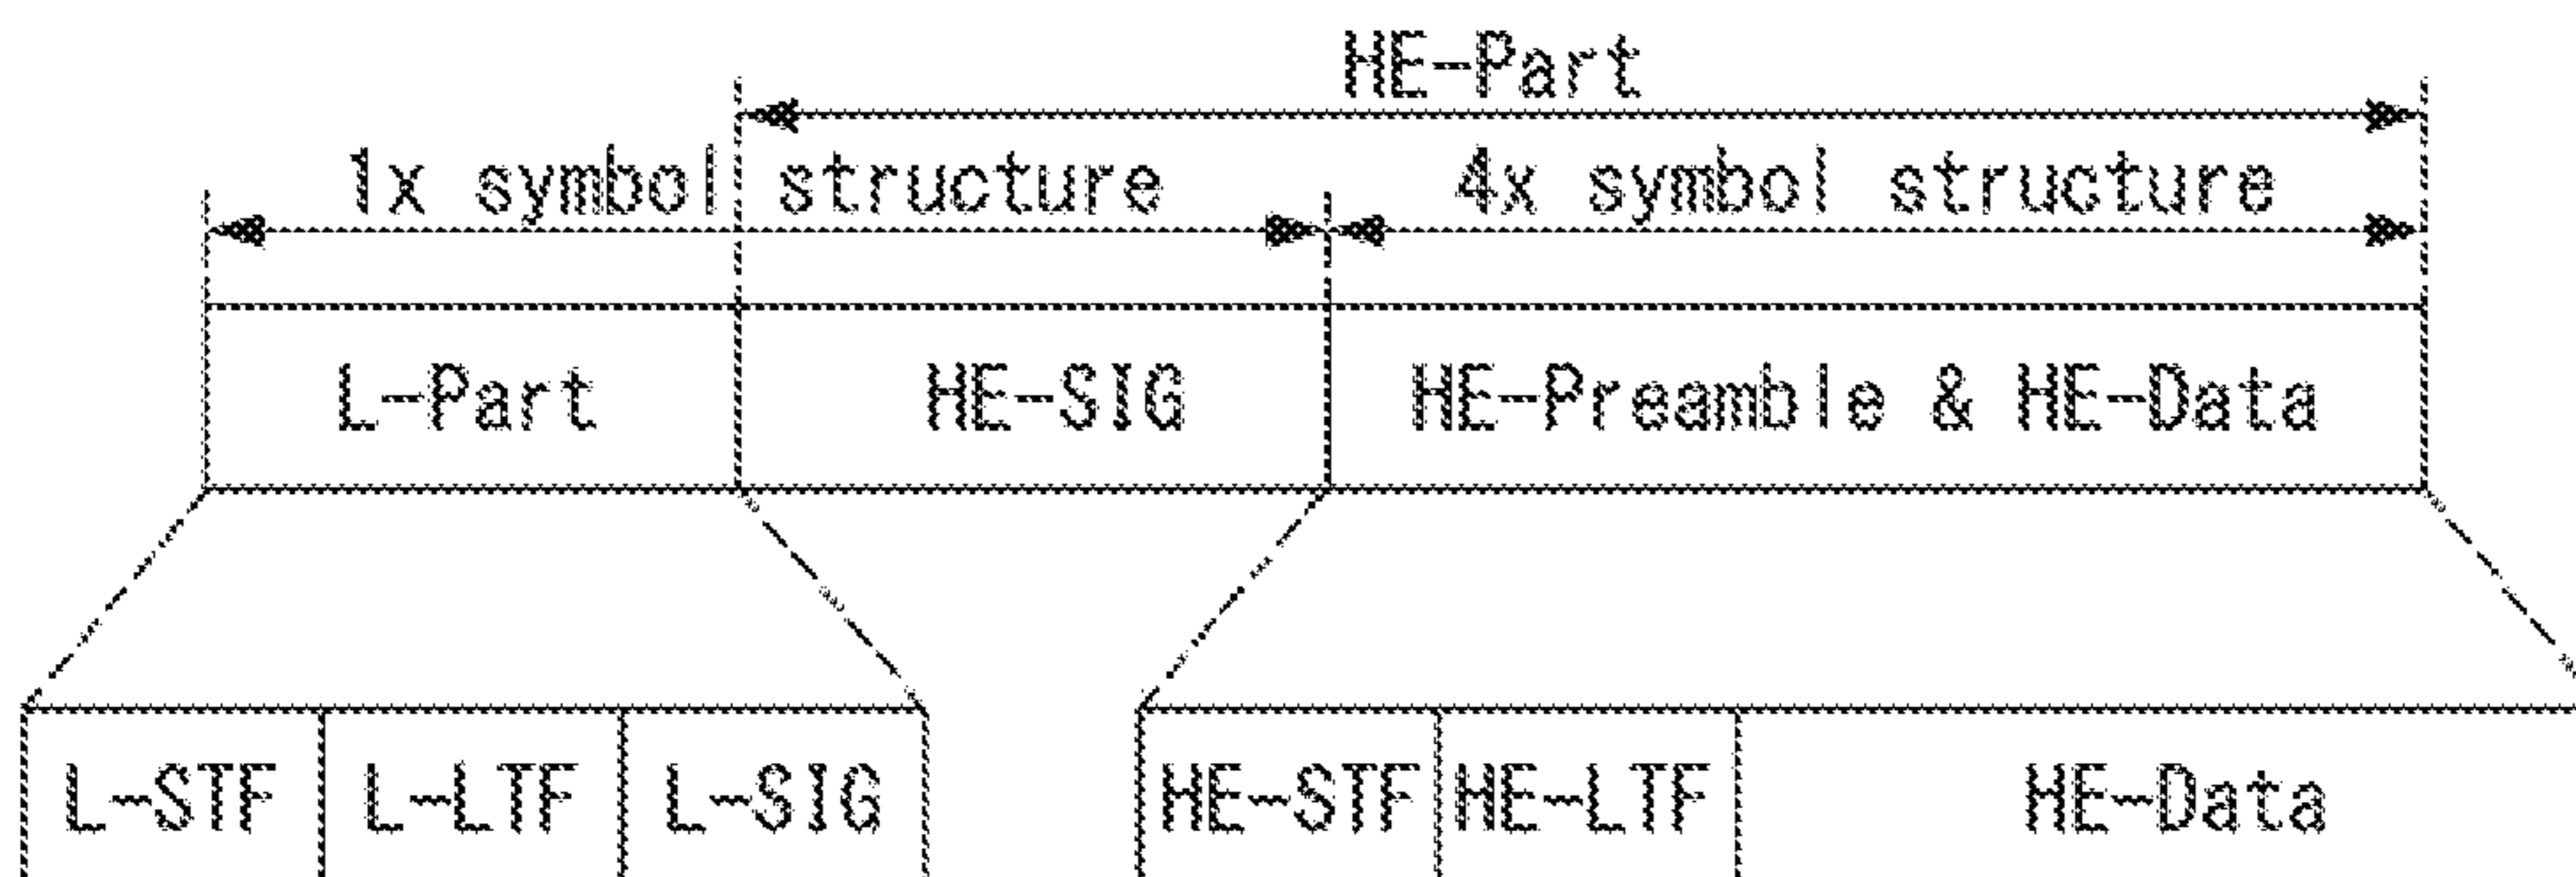 HE-Part
1x symbol structure 4x symbol structure
L-Part HE-SIG HE-Preamble & HE-Data
L-STF L-LTF L-SIG HE-STF HE-LTF HE-Data